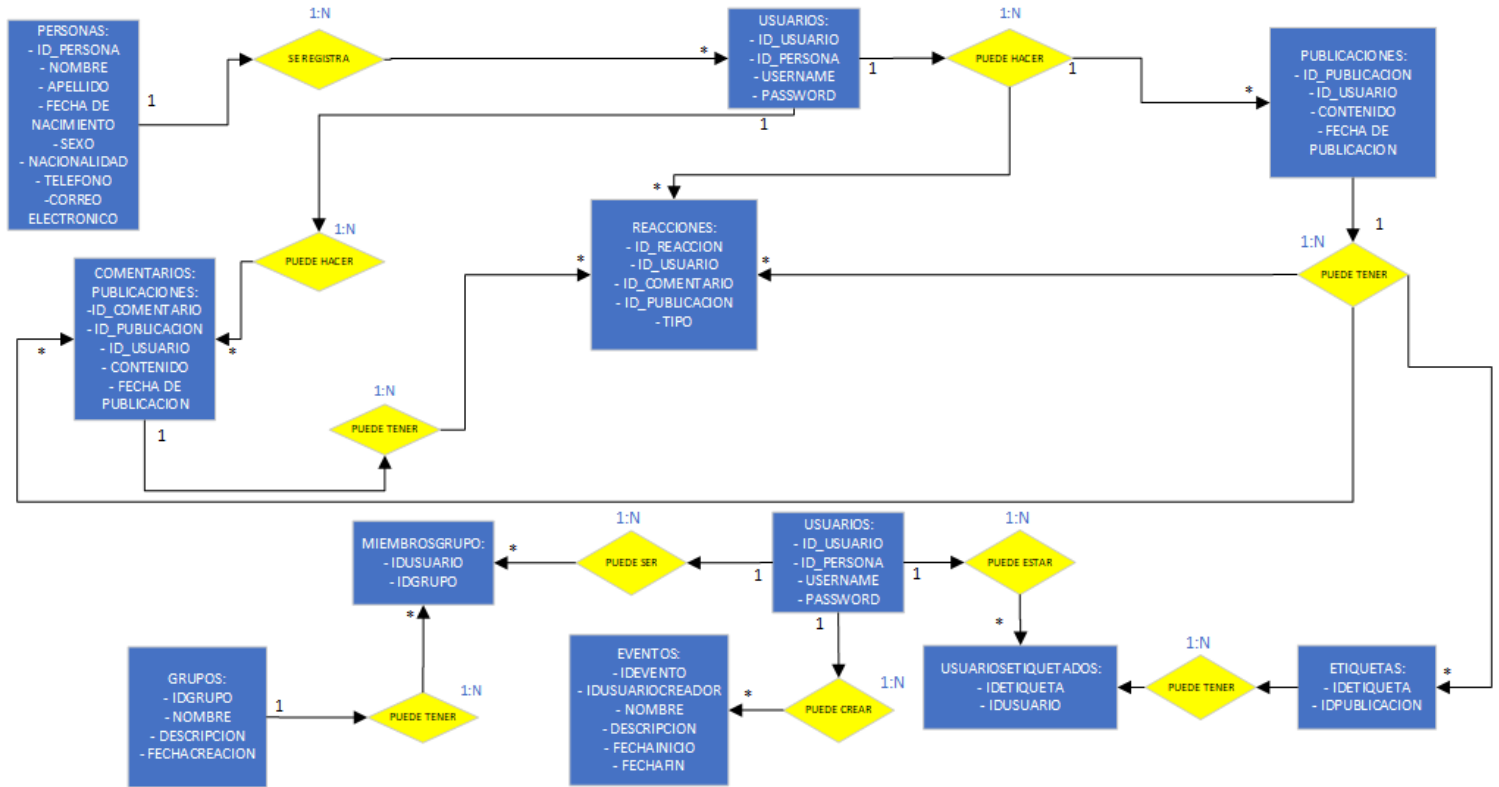 1:N
PERSONAS:
- ID_PERSONA
- NOMBRE
- APELLIDO
- FECHA DE
NACIMIENTO
- SEXO
- NACIONALIDAD
- TELEFONO
-CORREO
ELECTRONICO
1
SE REGISTRA
*
USUARIOS:
- ID_USUARIO
- ID_PERSONA
- USERNAME
- PASSWORD
1
1
1:N
PUEDE HACER
1
*
PUBLICACIONES:
- ID_PUBLICACION
- ID_USUARIO
- CONTENIDO
- FECHA DE
PUBLICACION
1
1:N
PUEDE HACER
*
COMENTARIOS:
PUBLICACIONES:
-ID_COMENTARIO
- ID_PUBLICACION
- ID_USUARIO
- CONTENIDO
- FECHA DE
PUBLICACION
*
1
*
REACCIONES:
- ID_REACCION
- ID_USUARIO
- ID_COMENTARIO
- ID_PUBLICACION
- TIPO
*
*
1:N
PUEDE TENER
1:N
PUEDE TENER
MIEMBROSGRUPO:
- IDUSUARIO
- IDGRUPO
*
*
1:N
PUEDE SER
1
USUARIOS:
- ID_USUARIO
- ID_PERSONA
- USERNAME
- PASSWORD
1
1
1:N
PUEDE ESTAR
*
GRUPOS:
- IDGRUPO
- NOMBRE
- DESCRIPCION
- FECHACREACION
1
1:N
PUEDE TENER
EVENTOS:
- IDEVENTO
- IDUSUARIOCREADOR
- NOMBRE
- DESCRIPCION
- FECHAINICIO
- FECHAFIN
*
1:N
PUEDE CREAR
USUARIOSETIQUETADOS:
- IDETIQUETA
- IDUSUARIO
1:N
PUEDE TENER
ETIQUETAS:
- IDETIQUETA
- IDPUBLICACION
*